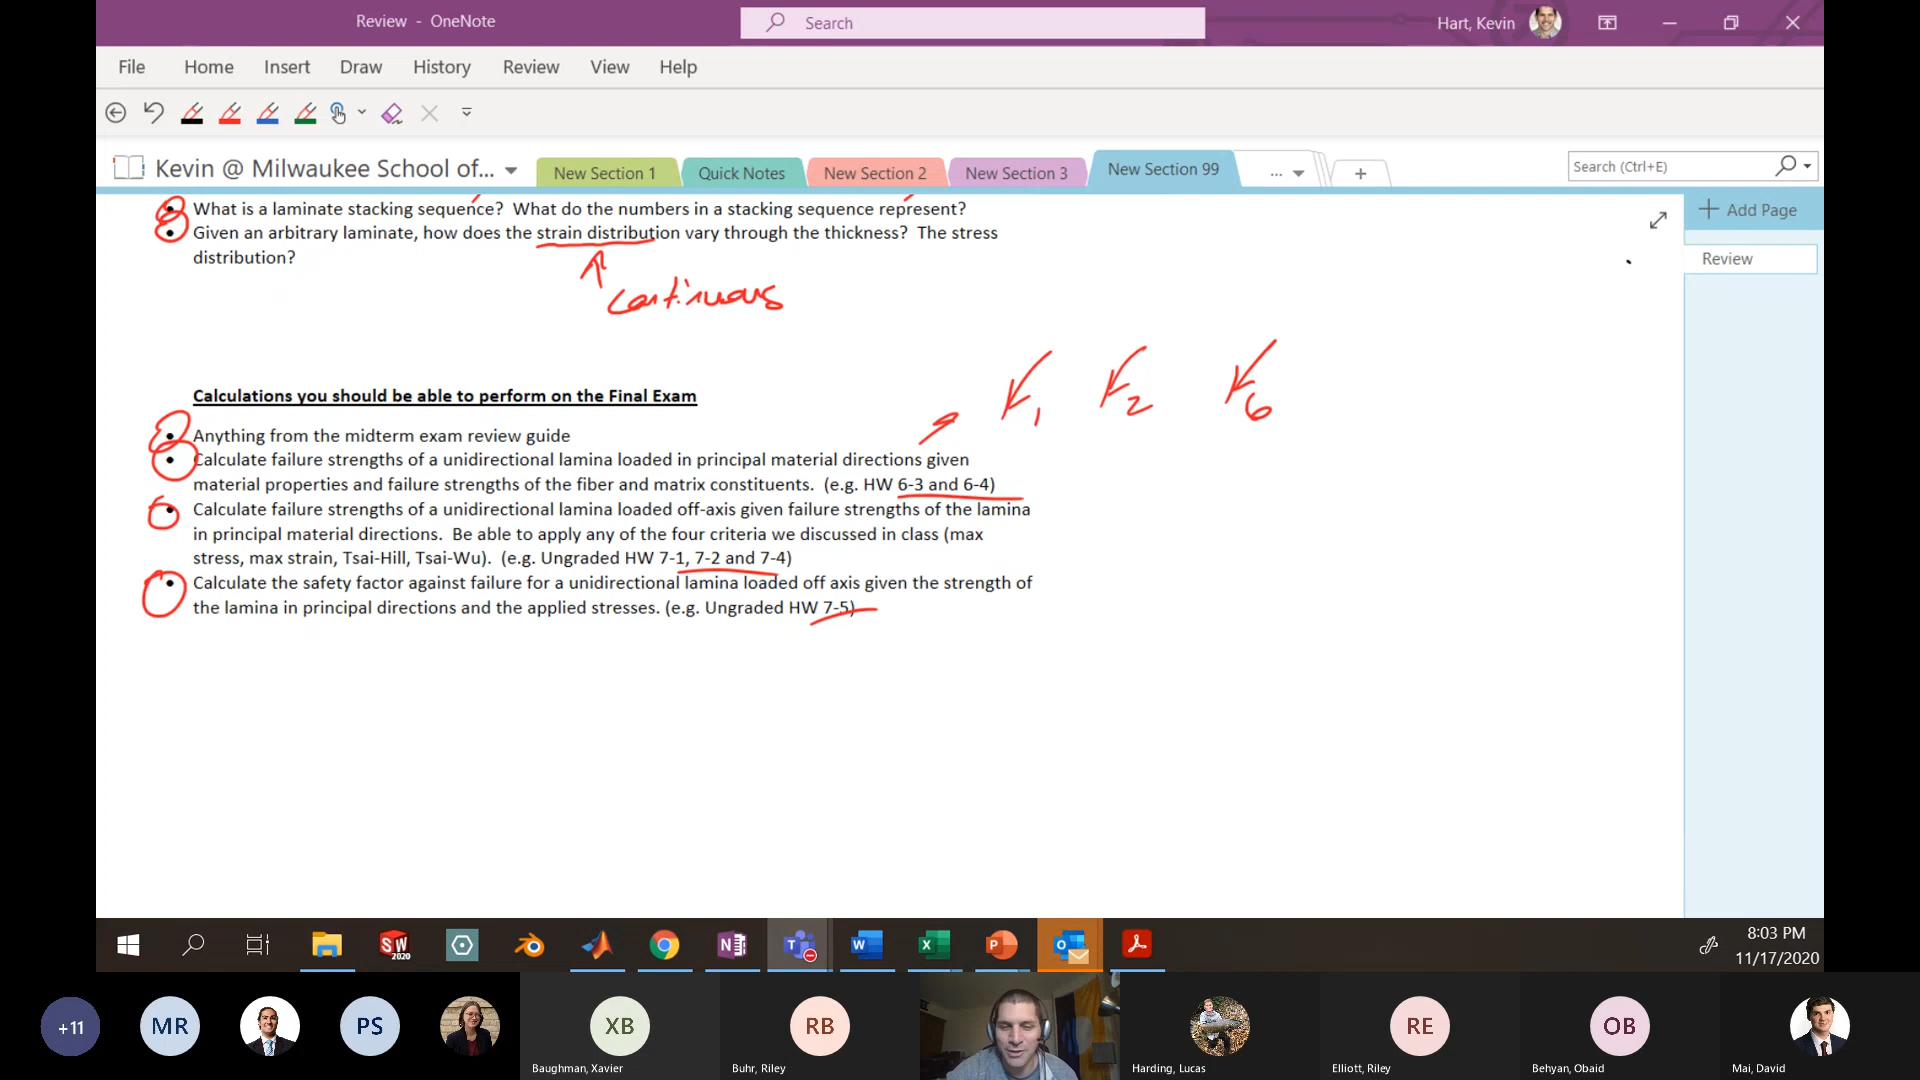 Review - OneNote
Search
Hart, Kevin
File Home Insert Draw History Review View Help
Kevin @ Milwaukee School of...
New Section 1 Quick Notes New Section 2 New Section 3 New Section 99 ...
Search (Ctrl+E)
Add Page
Review
What is a laminate stacking sequence? What do the numbers in a stacking sequence represent?
Given an arbitrary laminate, how does the strain distribution vary through the thickness? The stress
distribution?
continuous
F1 F2 F6
Calculations you should be able to perform on the Final Exam
Anything from the midterm exam review guide
Calculate failure strengths of a unidirectional lamina loaded in principal material directions given
material properties and failure strengths of the fiber and matrix constituents. (e.g. HW 6-3 and 6-4)
Calculate failure strengths of a unidirectional lamina loaded off-axis given failure strengths of the lamina
in principal material directions. Be able to apply any of the four criteria we discussed in class (max
stress, max strain, Tsai-Hill, Tsai-Wu). (e.g. Ungraded HW 7-1, 7-2 and 7-4)
Calculate the safety factor against failure for a unidirectional lamina loaded off axis given the strength of
the lamina in principal directions and the applied stresses. (e.g. Ungraded HW 7-5)
SW
2020
N
T
W
X
P
O
8:03 PM
11/17/2020
+11
MR
PS
XB
RB
RE
OB
Baughman, Xavier
Buhr, Riley
Harding, Lucas
Elliott, Riley
Behyan, Obaid
Mai, David